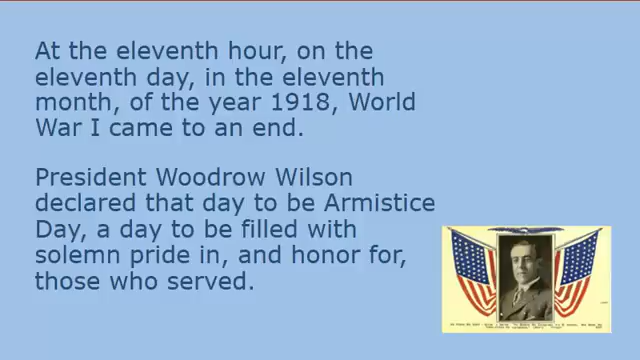 At the eleventh hour, on the
eleventh day, in the eleventh
month, of the year 1918, World
War I came to an end.
President Woodrow Wilson
declared that day to be Armistice
Day, a day to be filled with
solemn pride in, and honor for,
those who served.